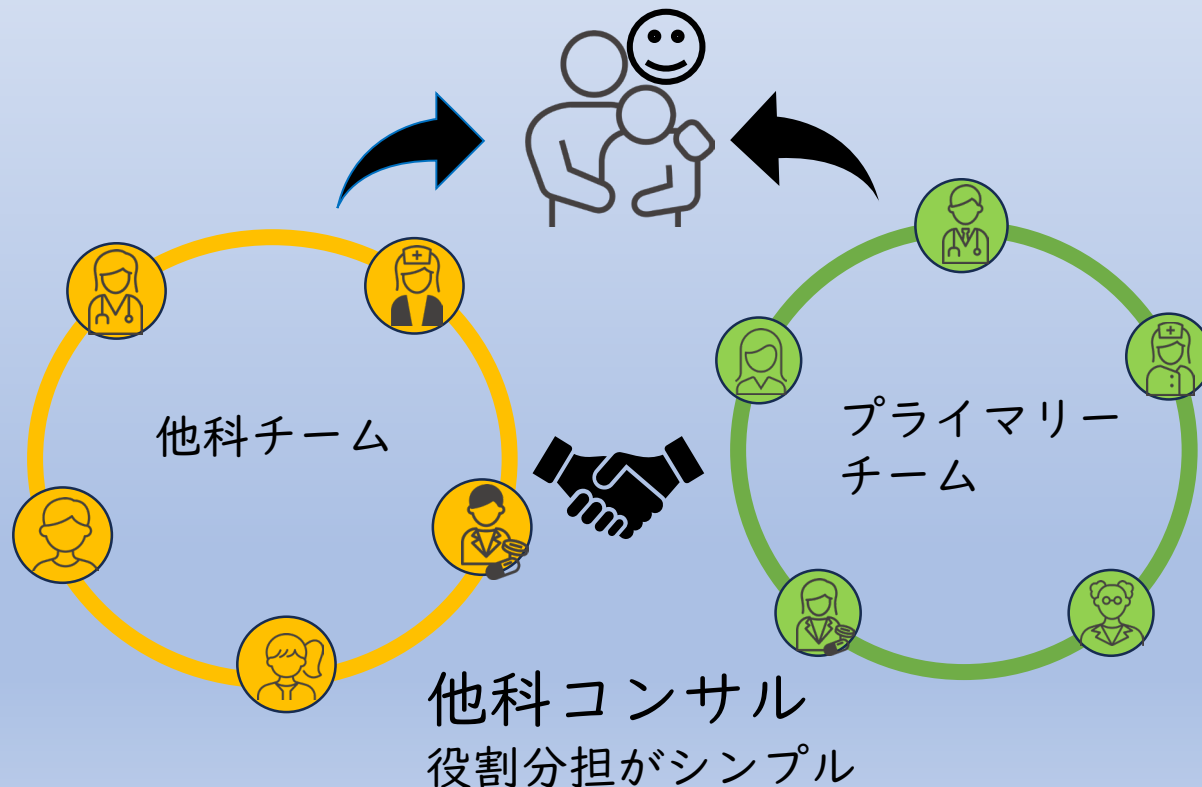 他科チーム
プライマリー
チーム
他科コンサル
役割分担がシンプル